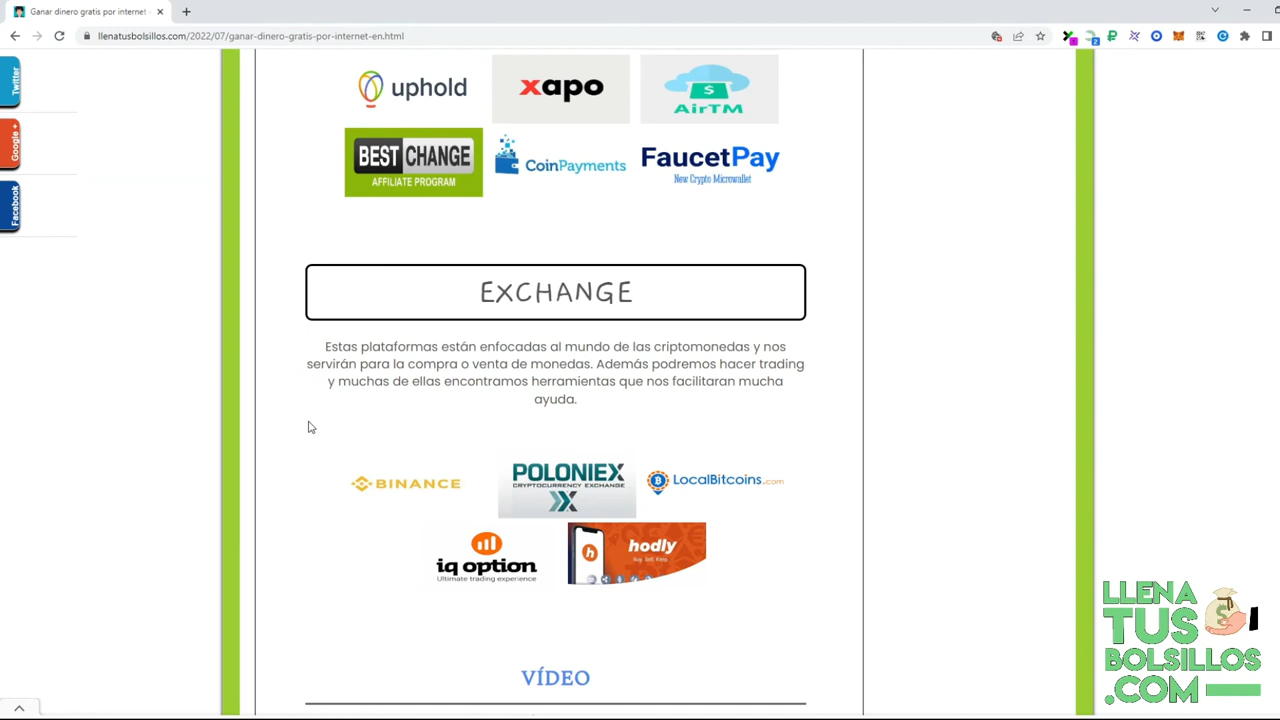 Ganar dinero gratis por internet -
llenatusbolsillos.com/2022/07/ganar-dinero-gratis-por-internet-en.html
Twitter
Google +
Facebook
uphold
xapo
$
AirTM
BEST CHANGE
AFFILIATE PROGRAM
CoinPayments
FaucetPay
New Crypto Microwallet
EXCHANGE
Estas plataformas están enfocadas al mundo de las criptomonedas y nos
servirán para la compra o venta de monedas. Además podremos hacer trading
y muchas de ellas encontramos herramientas que nos facilitaran mucha
ayuda.
BINANCE
POLONIEX
CRYPTOCURRENCY EXCHANGE
LocalBitcoins.com
iq option
Ultimate trading experience
h
hodly
Buy. Sell. Keep.
VÍDEO
LLENA
TUS
BOLSILLOS
.COM